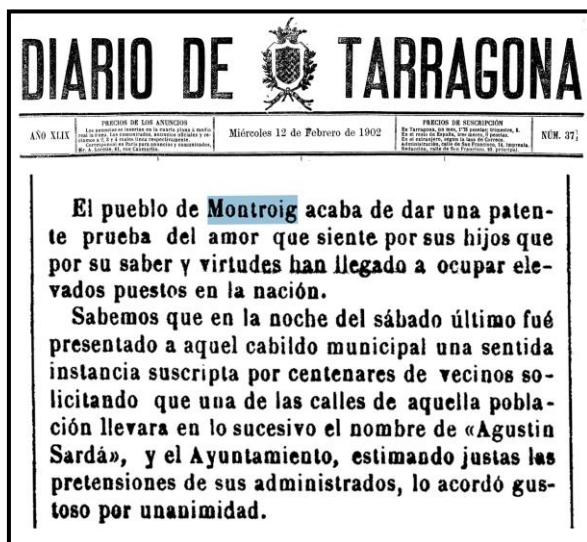 DIARIO DE TARRAGONA
AÑO XLIX
PRECIOS DE LOS ANUNCIOS
Miércoles 12 de Febrero de 1902
PRECIOS DE SUSCRIPCIÓN
NÚM. 37
El pueblo de Montroig acaba de dar una paten-
te prueba del amor que siente por sus hijos que
por su saber y virtudes han llegado a ocupar ele-
vados puestos en la nación.
Sabemos que en la noche del sábado último fué
presentado a aquel cabildo municipal una sentida
instancia suscripta por centenares de vecinos so-
licitando que una de las calles de aquella pobla-
ción llevara en lo sucesivo el nombre de «Agustin
Sardá», y el Ayuntamiento, estimando justas las
pretensiones de sus administrados, lo acordó gus-
toso por unanimidad.